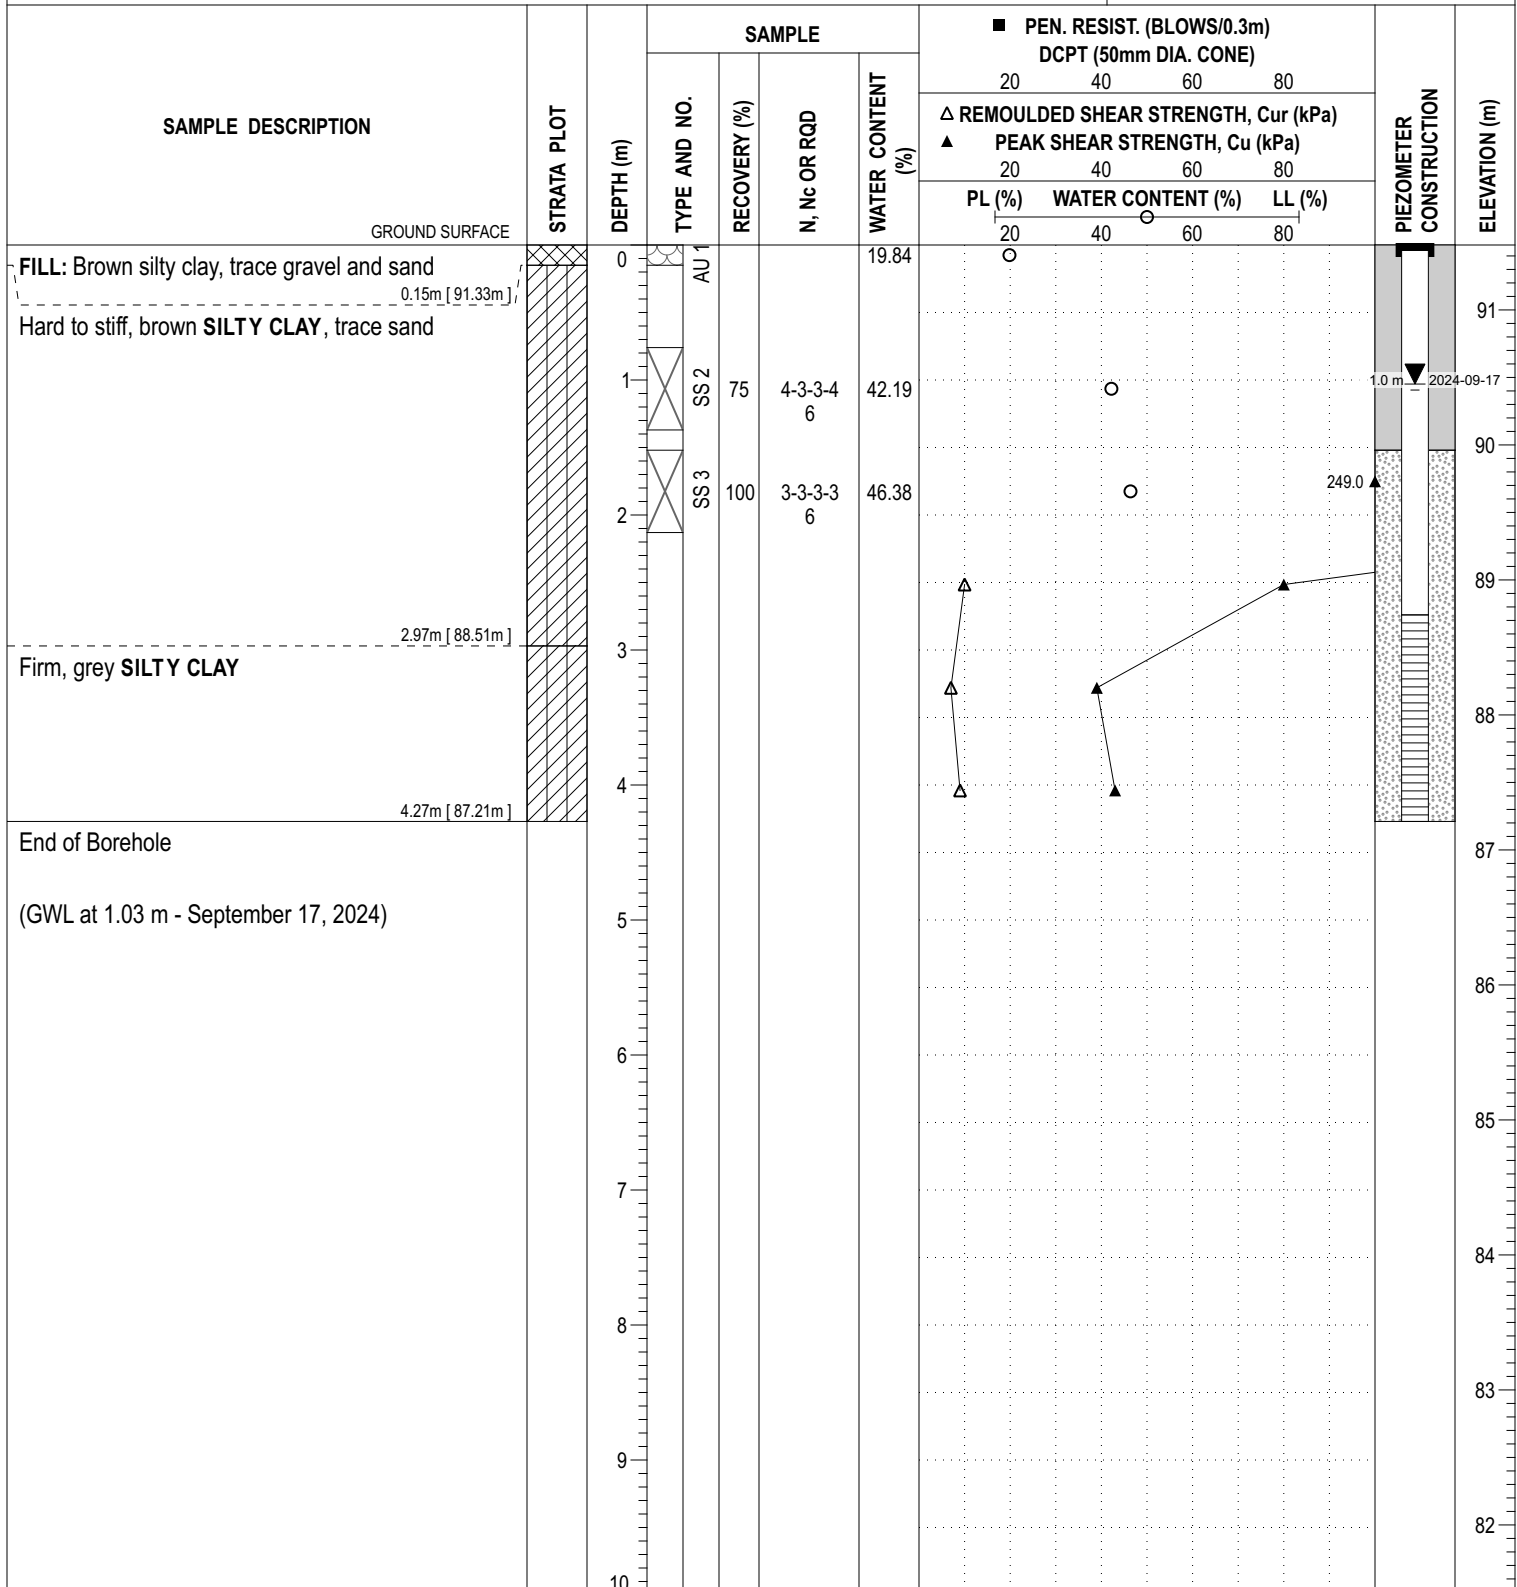 SAMPLE DESCRIPTION
GROUND SURFACE
STRATA PLOT
DEPTH (m)
SAMPLE
TYPE AND NO.
RECOVERY (%)
N, Nc OR RQD
WATER CONTENT
(%)
■ PEN. RESIST. (BLOWS/0.3m)
DCPT (50mm DIA. CONE)
20 40 60 80
△ REMOULDED SHEAR STRENGTH, Cur (kPa)
▲ PEAK SHEAR STRENGTH, Cu (kPa)
20 40 60 80
PL (%) WATER CONTENT (%) LL (%)
20 40 60 80
PIEZOMETER
CONSTRUCTION
ELEVATION (m)
FILL: Brown silty clay, trace gravel and sand
0.15m [ 91.33m ]
Hard to stiff, brown SILTY CLAY, trace sand
2.97m [ 88.51m ]
Firm, grey SILTY CLAY
4.27m [ 87.21m ]
End of Borehole
(GWL at 1.03 m - September 17, 2024)
0
1
2
3
4
5
6
7
8
9
10
AU 1
19.84
SS 2
75
4-3-3-4
6
42.19
SS 3
100
3-3-3-3
6
46.38
249.0
1.0 m
2024-09-17
91
90
89
88
87
86
85
84
83
82